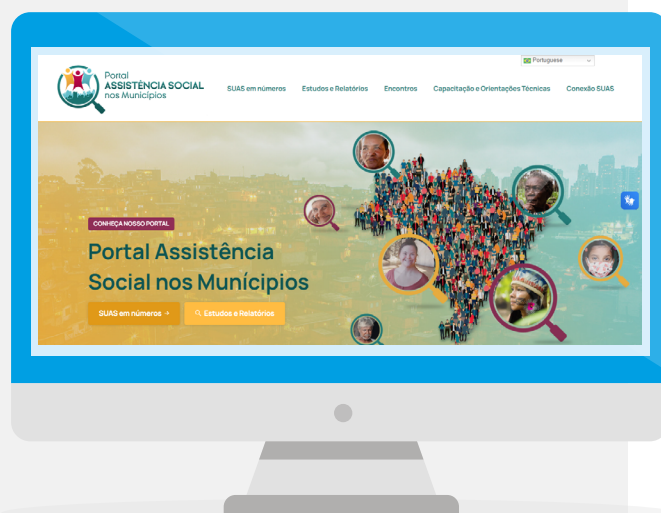 Portuguese
Portal
ASSISTÊNCIA SOCIAL
nos Municípios
SUAS em números
Estudos e Relatórios
Encontros
Capacitação e Orientações Técnicas
Conexão SUAS
CONHEÇA NOSSO PORTAL
Portal Assistência
Social nos Munícipios
SUAS em números
Estudos e Relatórios